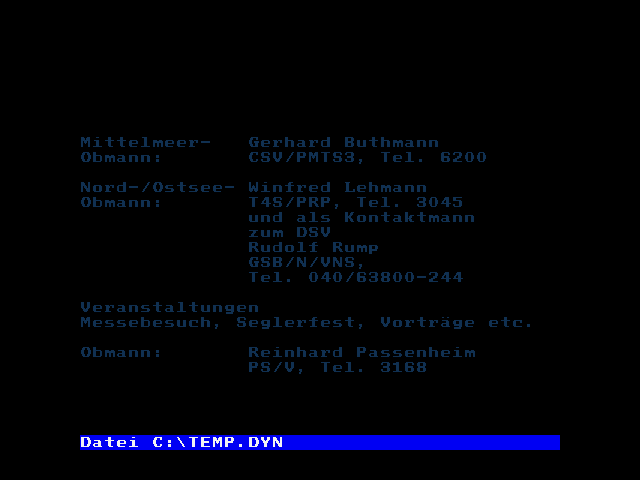 Mittelmeer- Gerhard Buthmann
Obmann: CSV/PMTS3, Tel. 6200
Nord-/Ostsee- Winfred Lehmann
Obmann: T4S/PRP, Tel. 3045
und als Kontaktmann
zum DSV
Rudolf Rump
GSB/N/VNS,
Tel. 040/63800-244
Veranstaltungen
Messebesuch, Seglerfest, Vorträge etc.
Obmann: Reinhard Passenheim
PS/V, Tel. 3168
Datei C:\TEMP.DYN